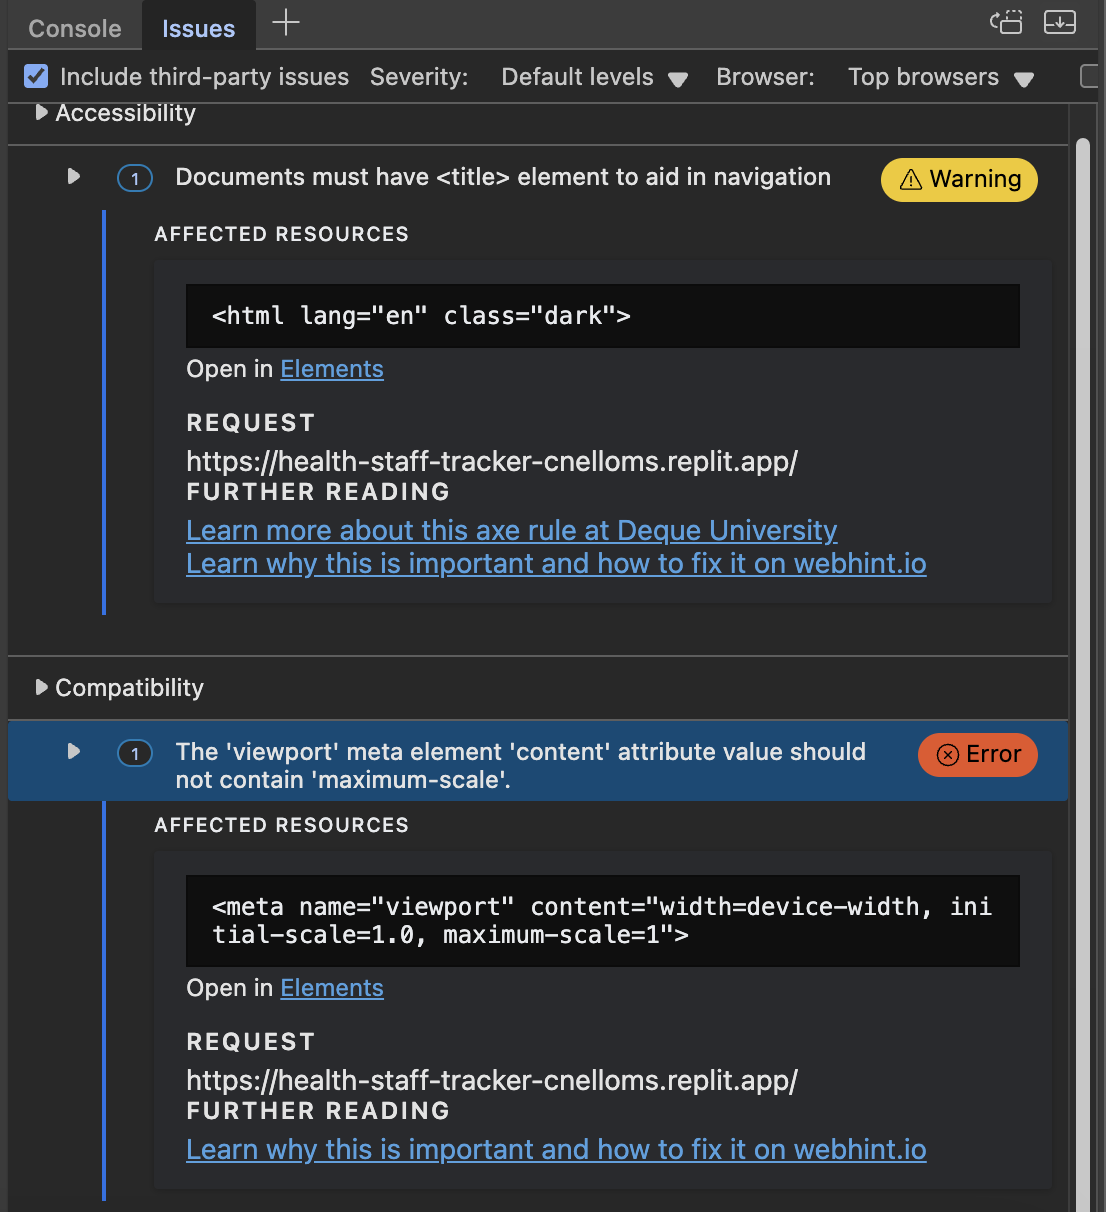 Console Issues
Include third-party issues Severity: Default levels Browser: Top browsers
Accessibility
1 Documents must have <title> element to aid in navigation Warning
AFFECTED RESOURCES
<html lang="en" class="dark">
Open in Elements
REQUEST
https://health-staff-tracker-cnelloms.replit.app/
FURTHER READING
Learn more about this axe rule at Deque University
Learn why this is important and how to fix it on webhint.io
Compatibility
1 The 'viewport' meta element 'content' attribute value should Error
not contain 'maximum-scale'.
AFFECTED RESOURCES
<meta name="viewport" content="width=device-width, ini
tial-scale=1.0, maximum-scale=1">
Open in Elements
REQUEST
https://health-staff-tracker-cnelloms.replit.app/
FURTHER READING
Learn why this is important and how to fix it on webhint.io